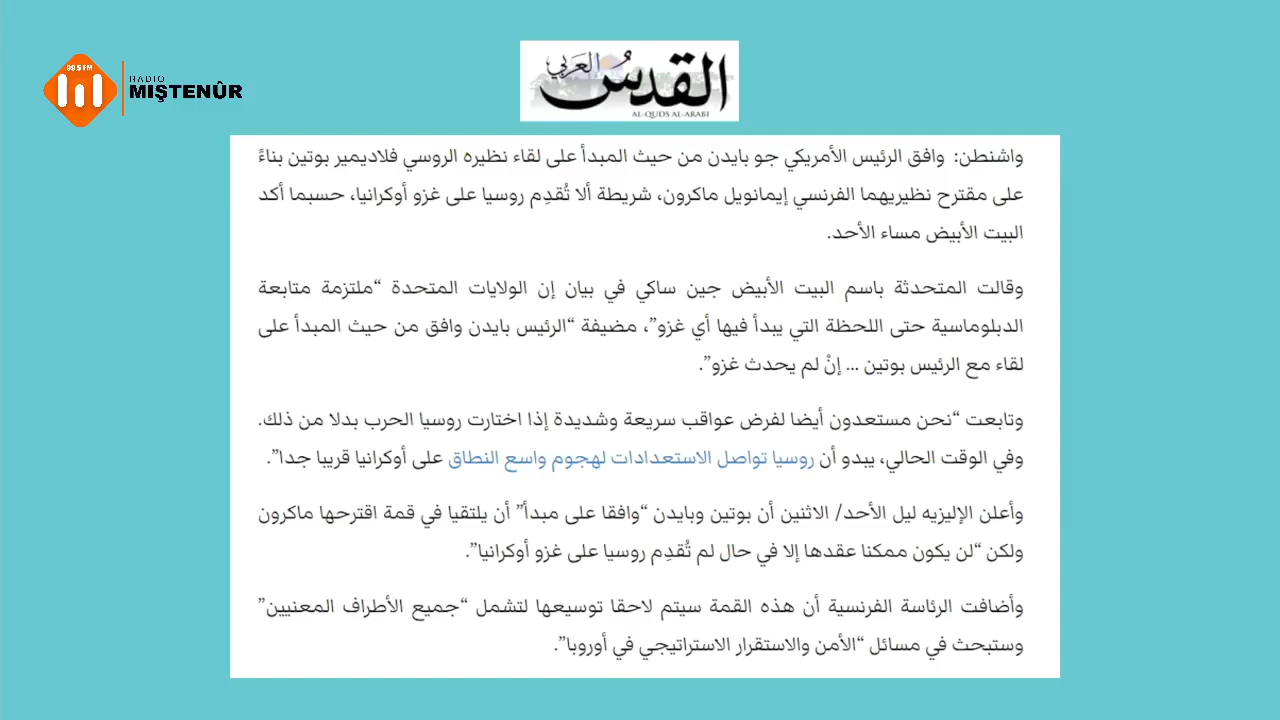 99.5 FM
RADIO
MIŞTENÛR
القدس العربي
AL-QUDS AL-ARABI
واشنطن: وافق الرئيس الأمريكي جو بايدن من حيث المبدأ على لقاء نظيره الروسي فلاديمير بوتين بناءً
على مقترح نظيريهما الفرنسي إيمانويل ماكرون، شريطة ألا تُقدِم روسيا على غزو أوكرانيا، حسبما أكد
البيت الأبيض مساء الأحد.
وقالت المتحدثة باسم البيت الأبيض جين ساكي في بيان إن الولايات المتحدة “ملتزمة متابعة
الدبلوماسية حتى اللحظة التي يبدأ فيها أي غزو”، مضيفة “الرئيس بايدن وافق من حيث المبدأ على
لقاء مع الرئيس بوتين ... إنْ لم يحدث غزو”.
وتابعت “نحن مستعدون أيضا لفرض عواقب سريعة وشديدة إذا اختارت روسيا الحرب بدلا من ذلك.
وفي الوقت الحالي، يبدو أن روسيا تواصل الاستعدادات لهجوم واسع النطاق على أوكرانيا قريبا جدا”.
وأعلن الإليزيه ليل الأحد/ الاثنين أن بوتين وبايدن “وافقا على مبدأ” أن يلتقيا في قمة اقترحها ماكرون
ولكن “لن يكون ممكنا عقدها إلا في حال لم تُقدِم روسيا على غزو أوكرانيا”.
وأضافت الرئاسة الفرنسية أن هذه القمة سيتم لاحقا توسيعها لتشمل “جميع الأطراف المعنيين”
وستبحث في مسائل “الأمن والاستقرار الاستراتيجي في أوروبا”.